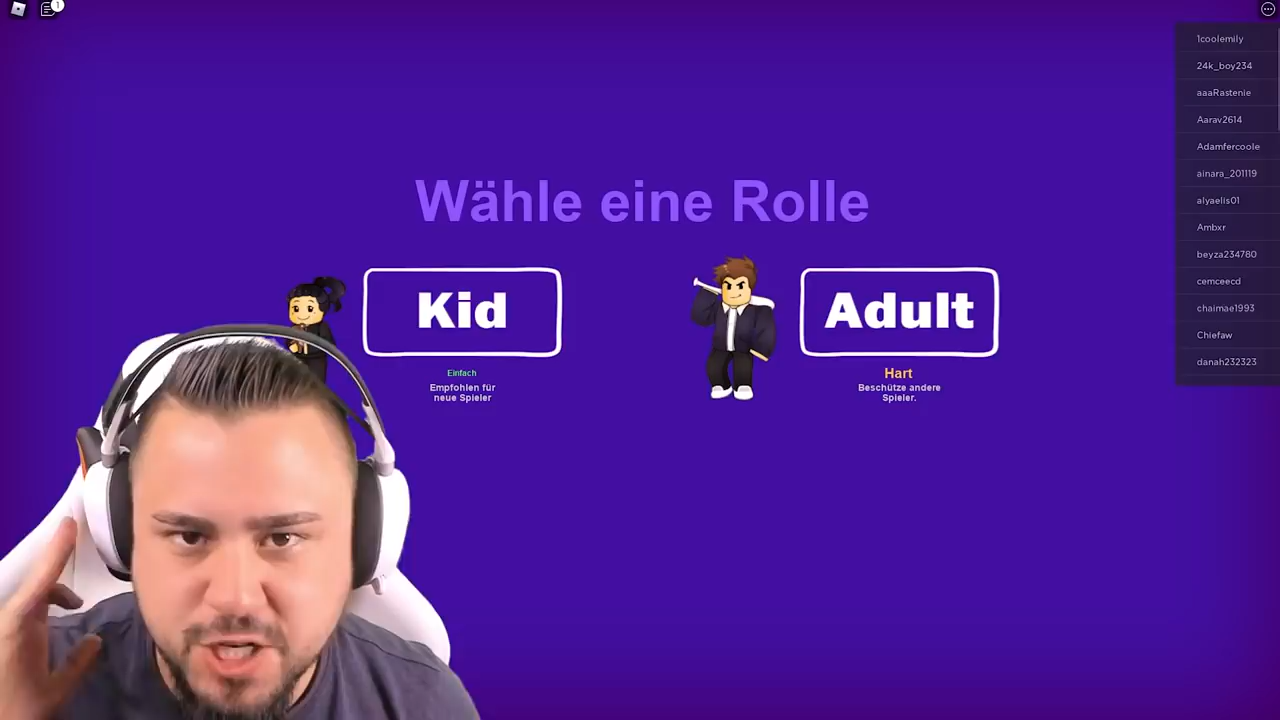 1
Wähle eine Rolle
Kid
Einfach
Empfohlen für
neue Spieler
Adult
Hart
Beschütze andere
Spieler.
1coolemily
24k_boy234
aaaRastenie
Aarav2614
Adamfercoole
ainara_201119
alyaelis01
Ambxr
beyza234780
cemceecd
chaimae1993
Chiefaw
danah232323